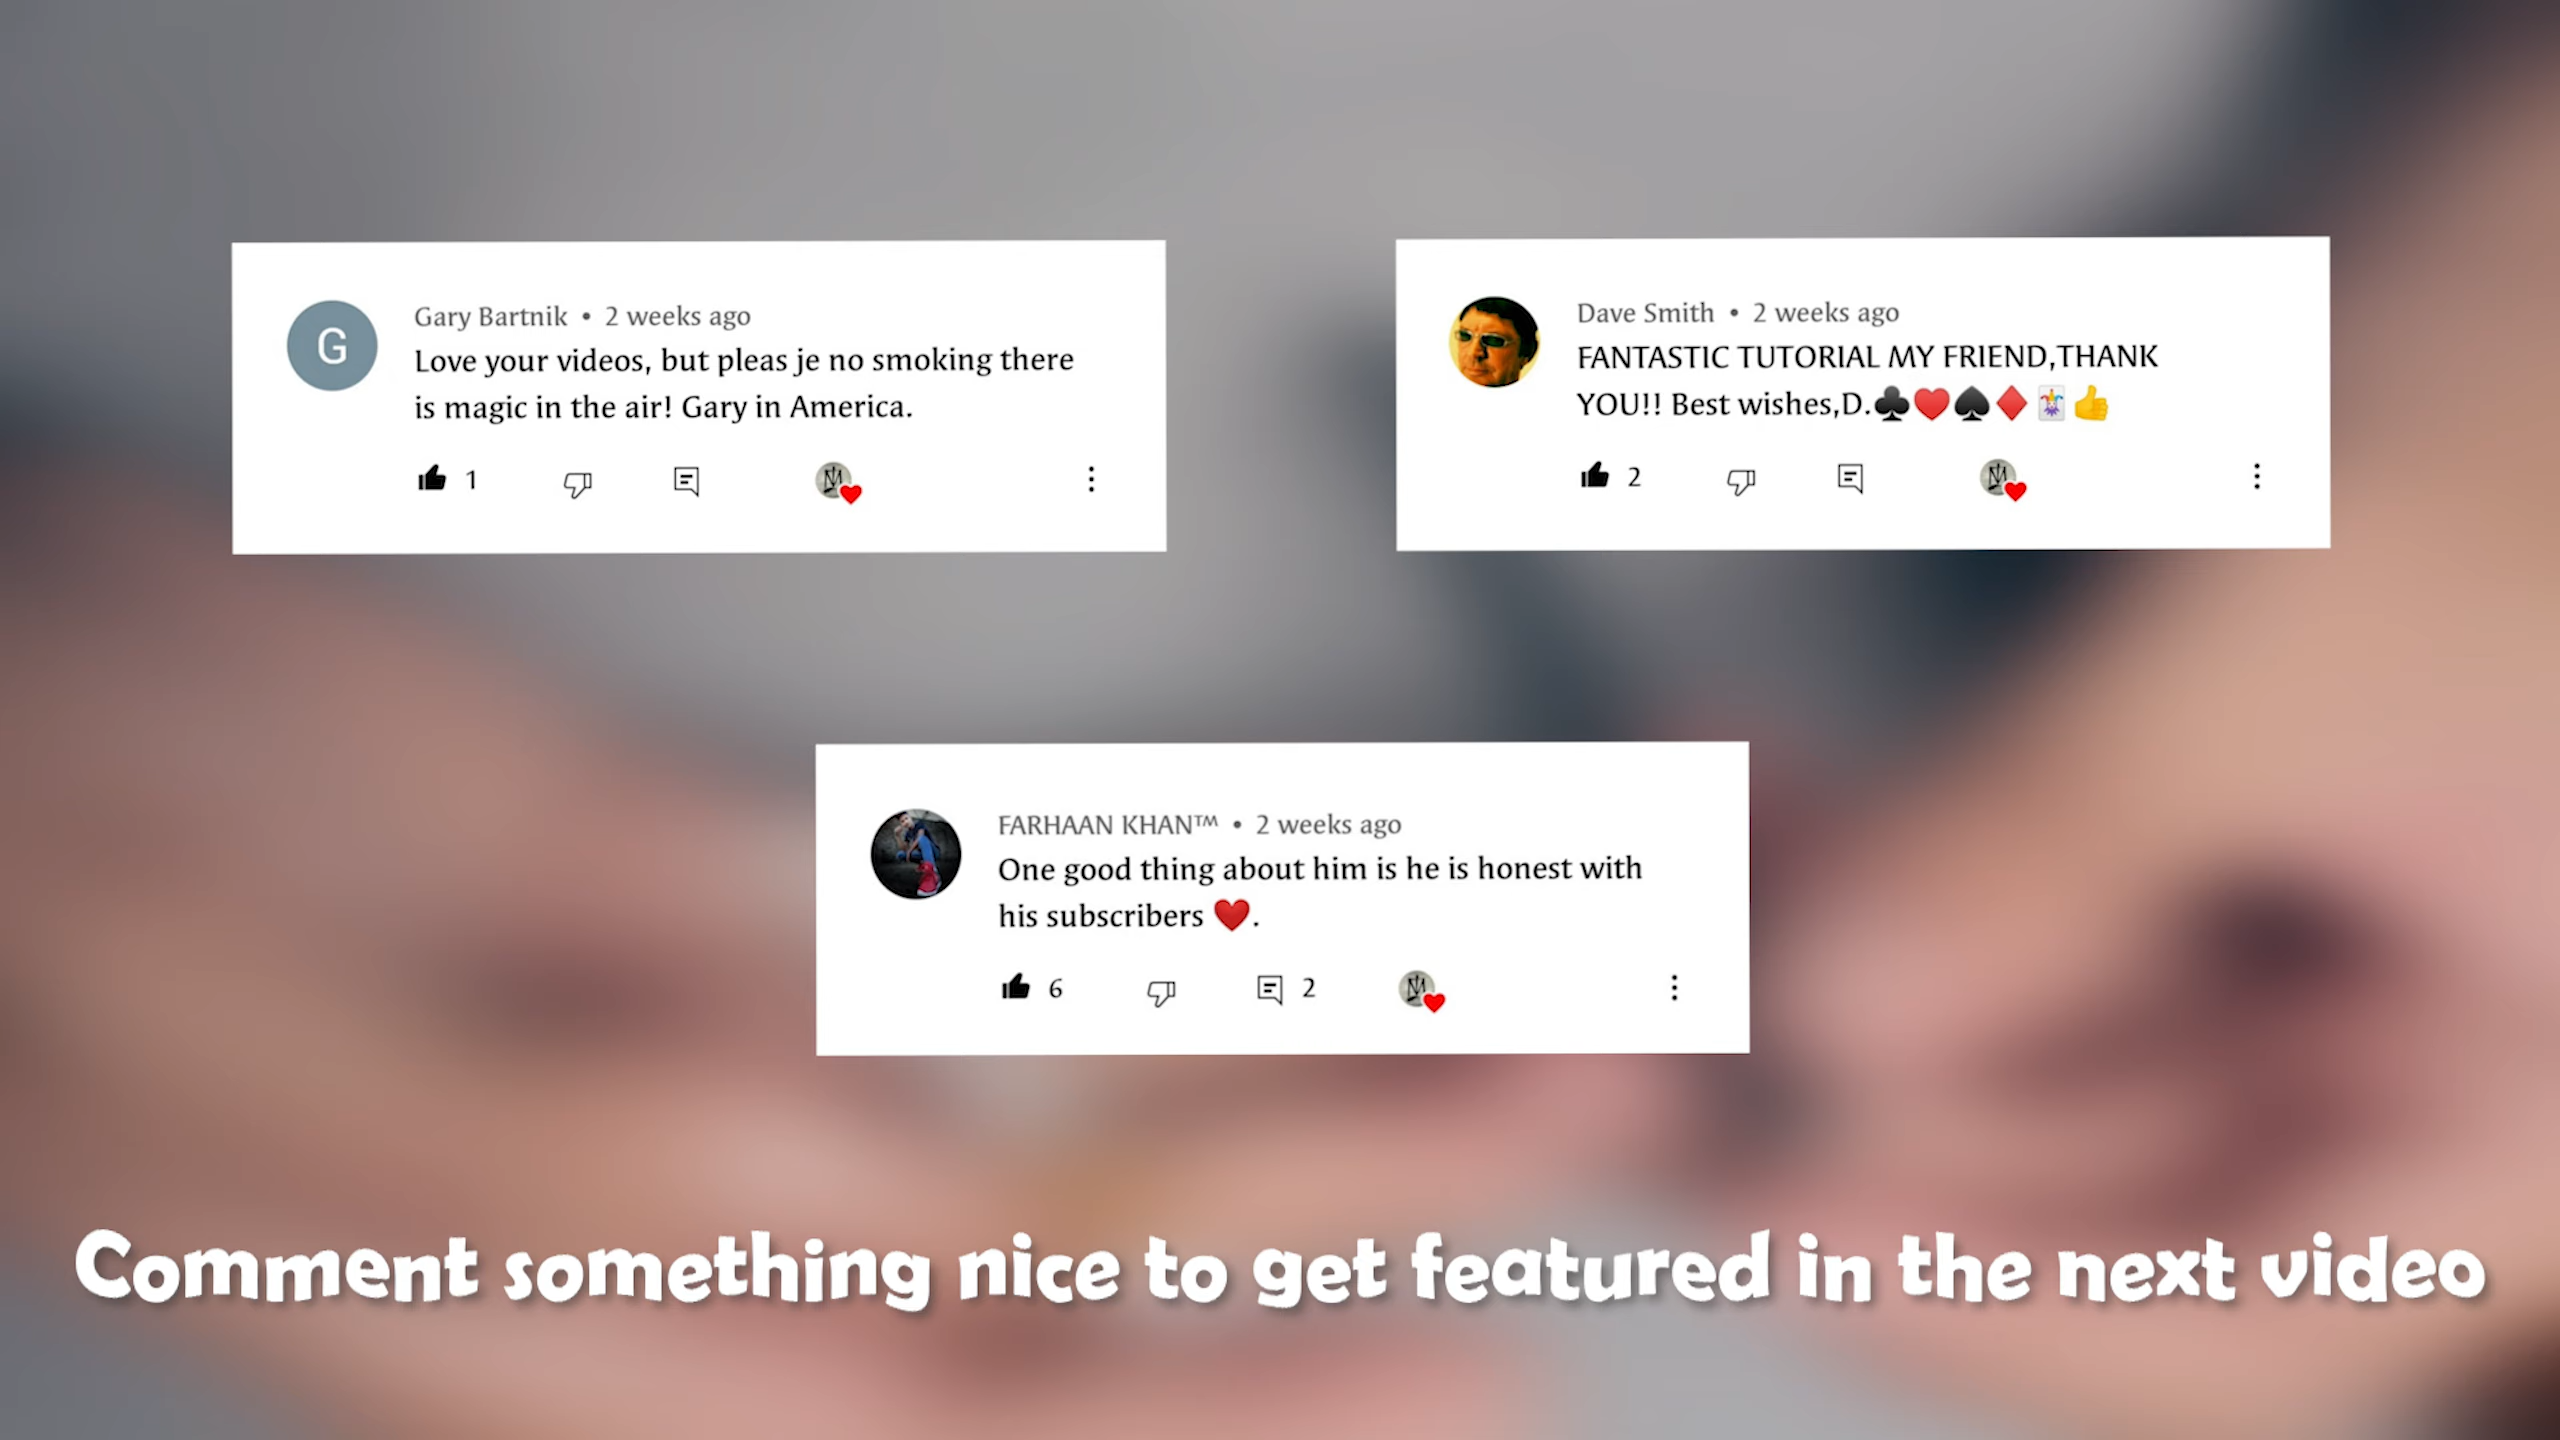 G
Gary Bartnik • 2 weeks ago
Love your videos, but pleas je no smoking there
is magic in the air! Gary in America.
1
Dave Smith • 2 weeks ago
FANTASTIC TUTORIAL MY FRIEND,THANK
YOU!! Best wishes,D.♣️❤️♠️♦️🃏👍
2
FARHAAN KHAN™ • 2 weeks ago
One good thing about him is he is honest with
his subscribers ❤️.
6 2
Comment something nice to get featured in the next video